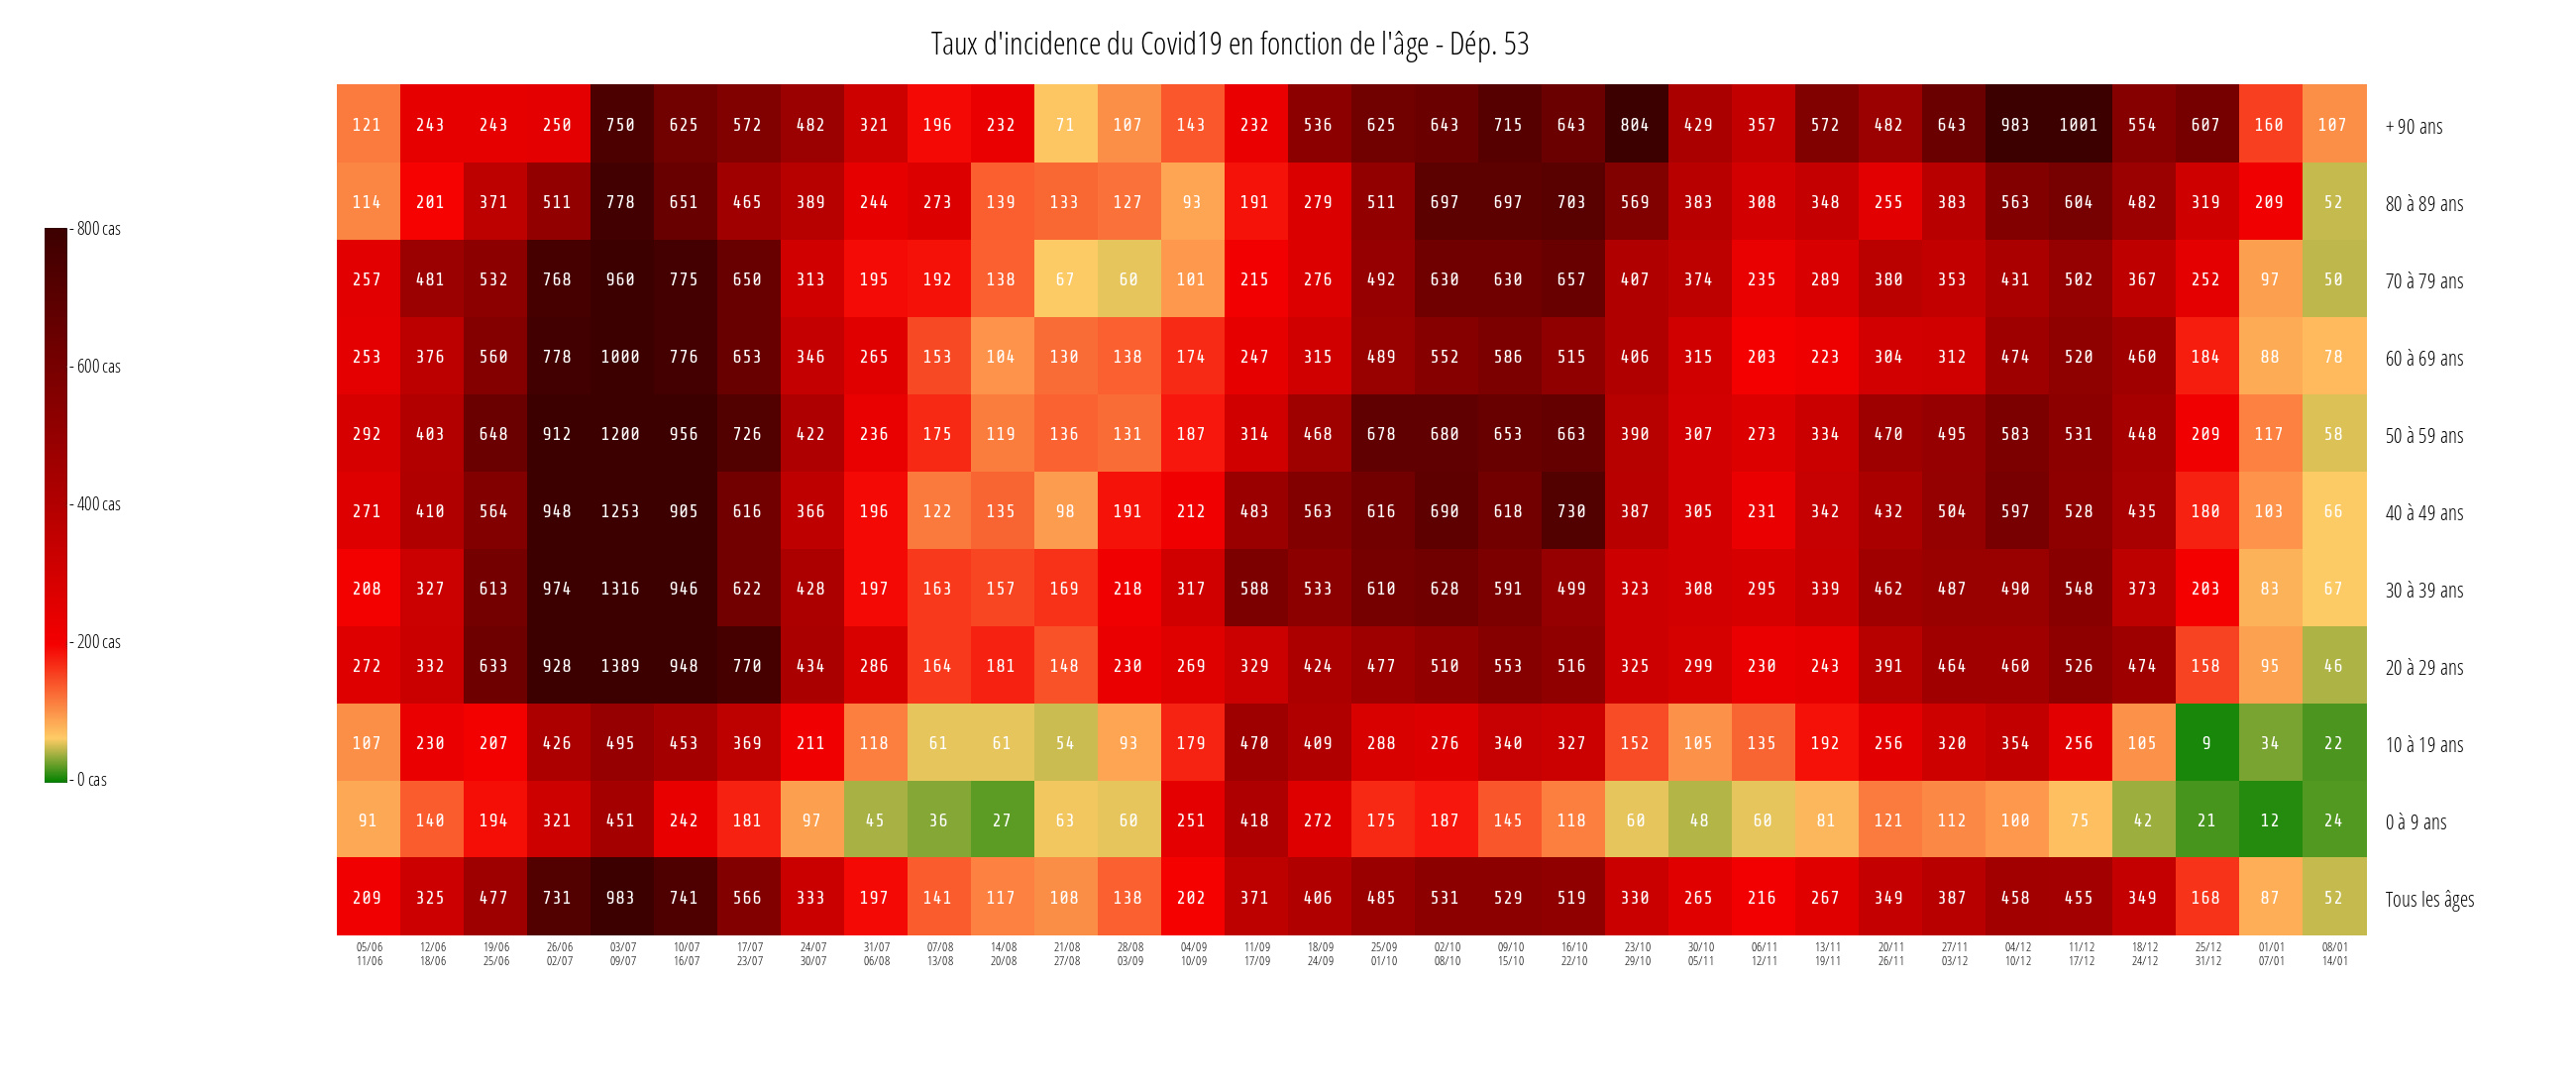 Taux d'incidence du Covid19 en fonction de l'âge - Dép. 53
121 243 243 250 750 625 572 482 321 196 232 71 107 143 232 536 625 643 715 643 804 429 357 572 482 643 983 1001 554 607 160 107 + 90 ans
114 201 371 511 778 651 465 389 244 273 139 133 127 93 191 279 511 697 697 703 569 383 308 348 255 383 563 604 482 319 209 52 80 à 89 ans
257 481 532 768 960 775 650 313 195 192 138 67 60 101 215 276 492 630 630 657 407 374 235 289 380 353 431 502 367 252 97 50 70 à 79 ans
253 376 560 778 1000 776 653 346 265 153 104 130 138 174 247 315 489 552 586 515 406 315 203 223 304 312 474 520 460 184 88 78 60 à 69 ans
292 403 648 912 1200 956 726 422 236 175 119 136 131 187 314 468 678 680 653 663 390 307 273 334 470 495 583 531 448 209 117 58 50 à 59 ans
271 410 564 948 1253 905 616 366 196 122 135 98 191 212 483 563 616 690 618 730 387 305 231 342 432 504 597 528 435 180 103 66 40 à 49 ans
208 327 613 974 1316 946 622 428 197 163 157 169 218 317 588 533 610 628 591 499 323 308 295 339 462 487 490 548 373 203 83 67 30 à 39 ans
272 332 633 928 1389 948 770 434 286 164 181 148 230 269 329 424 477 510 553 516 325 299 230 243 391 464 460 526 474 158 95 46 20 à 29 ans
107 230 207 426 495 453 369 211 118 61 61 54 93 179 470 409 288 276 340 327 152 105 135 192 256 320 354 256 105 9 34 22 10 à 19 ans
91 140 194 321 451 242 181 97 45 36 27 63 60 251 418 272 175 187 145 118 60 48 60 81 121 112 100 75 42 21 12 24 0 à 9 ans
209 325 477 731 983 741 566 333 197 141 117 108 138 202 371 406 485 531 529 519 330 265 216 267 349 387 458 455 349 168 87 52 Tous les âges
05/06 12/06 19/06 26/06 03/07 10/07 17/07 24/07 31/07 07/08 14/08 21/08 28/08 04/09 11/09 18/09 25/09 02/10 09/10 16/10 23/10 30/10 06/11 13/11 20/11 27/11 04/12 11/12 18/12 25/12 01/01 08/01
11/06 18/06 25/06 02/07 09/07 16/07 23/07 30/07 06/08 13/08 20/08 27/08 03/09 10/09 17/09 24/09 01/10 08/10 15/10 22/10 29/10 05/11 12/11 19/11 26/11 03/12 10/12 17/12 24/12 31/12 07/01 14/01
- 800 cas
- 600 cas
- 400 cas
- 200 cas
- 0 cas